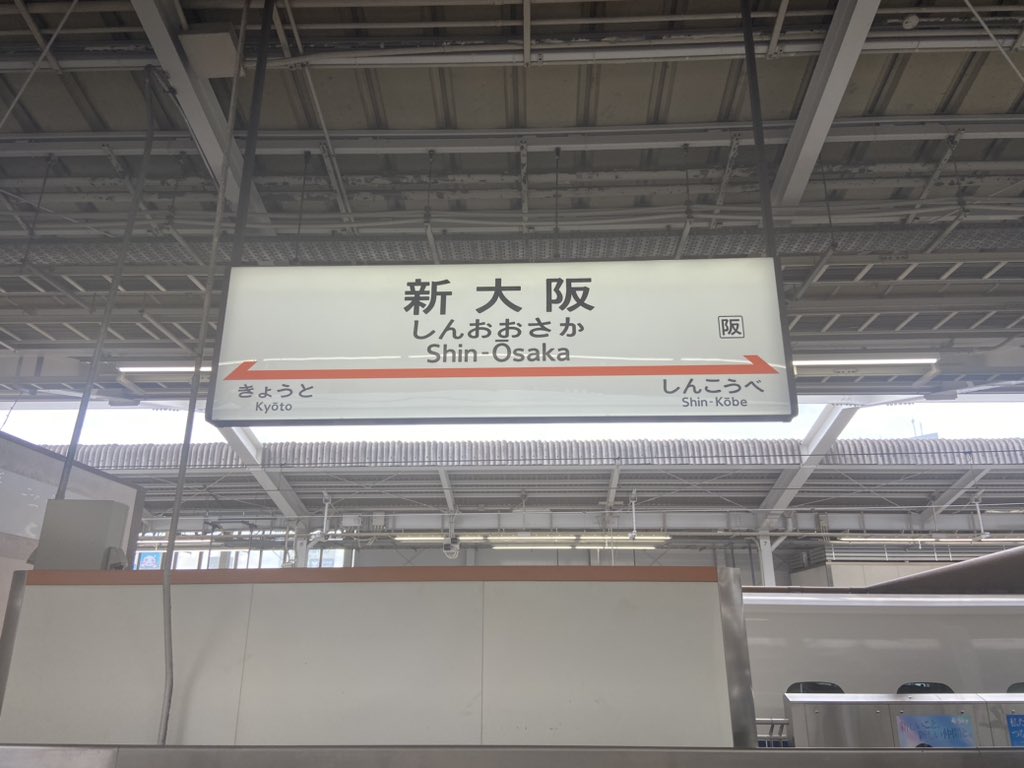 新大阪
しんおおさか
Shin-Ōsaka
阪
きょうと
Kyōto
しんこうべ
Shin-Kōbe